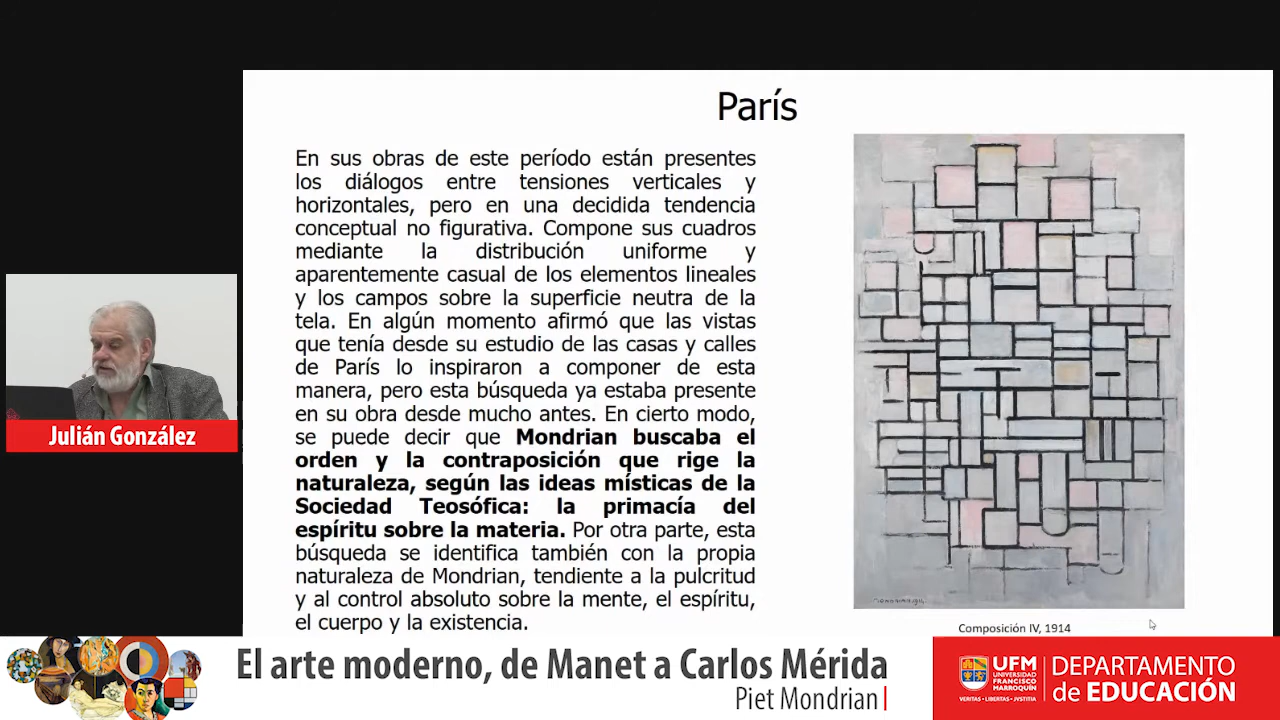 París
En sus obras de este período están presentes
los diálogos entre tensiones verticales y
horizontales, pero en una decidida tendencia
conceptual no figurativa. Compone sus cuadros
mediante la distribución uniforme y
aparentemente casual de los elementos lineales
y los campos sobre la superficie neutra de la
tela. En algún momento afirmó que las vistas
que tenía desde su estudio de las casas y calles
de París lo inspiraron a componer de esta
manera, pero esta búsqueda ya estaba presente
en su obra desde mucho antes. En cierto modo,
se puede decir que Mondrian buscaba el
orden y la contraposición que rige la
naturaleza, según las ideas místicas de la
Sociedad Teosófica: la primacía del
espíritu sobre la materia. Por otra parte, esta
búsqueda se identifica también con la propia
naturaleza de Mondrian, tendiente a la pulcritud
y al control absoluto sobre la mente, el espíritu,
el cuerpo y la existencia.
Composición IV, 1914
Julián González
El arte moderno, de Manet a Carlos Mérida
Piet Mondrian
UFM
UNIVERSIDAD
FRANCISCO
MARROQUÍN
VERITAS · LIBERTAS · JVSTITIA
DEPARTAMENTO
de EDUCACIÓN